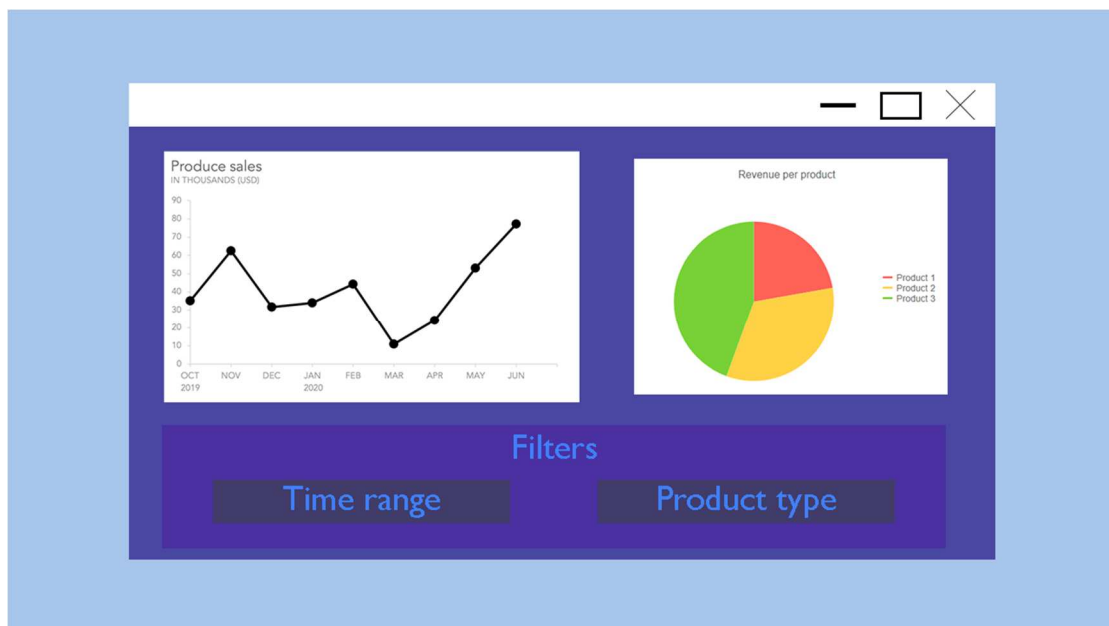 Produce sales
IN THOUSANDS (USD)
90
80
70
60
50
40
30
20
10
0
OCT NOV DEC JAN FEB MAR APR MAY JUN
2019 2020
Revenue per product
Product 1
Product 2
Product 3
Filters
Time range Product type